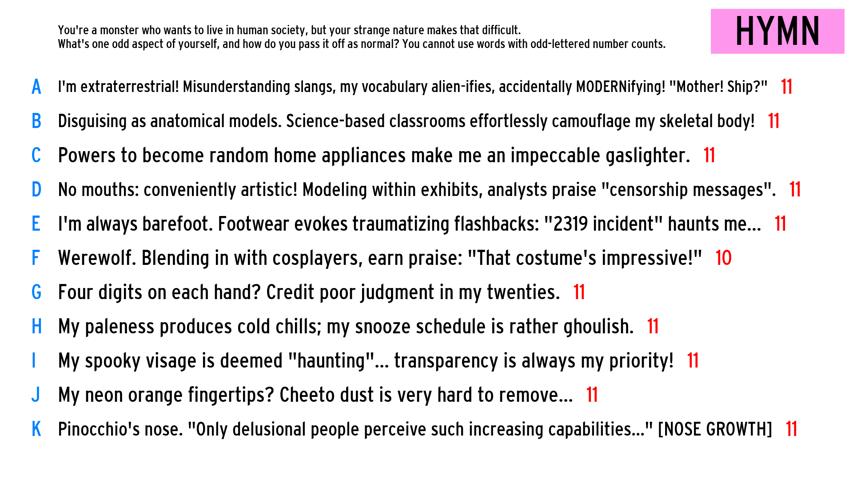 You're a monster who wants to live in human society, but your strange nature makes that difficult.
What's one odd aspect of yourself, and how do you pass it off as normal? You cannot use words with odd-lettered number counts.
HYMN
A I'm extraterrestrial! Misunderstanding slangs, my vocabulary alien-ifies, accidentally MODERNifying! "Mother! Ship?" 11
B Disguising as anatomical models. Science-based classrooms effortlessly camouflage my skeletal body! 11
C Powers to become random home appliances make me an impeccable gaslighter. 11
D No mouths: conveniently artistic! Modeling within exhibits, analysts praise "censorship messages". 11
E I'm always barefoot. Footwear evokes traumatizing flashbacks: "2319 incident" haunts me... 11
F Werewolf. Blending in with cosplayers, earn praise: "That costume's impressive!" 10
G Four digits on each hand? Credit poor judgment in my twenties. 11
H My paleness produces cold chills; my snooze schedule is rather ghoulish. 11
I My spooky visage is deemed "haunting"... transparency is always my priority! 11
J My neon orange fingertips? Cheeto dust is very hard to remove... 11
K Pinocchio's nose. "Only delusional people perceive such increasing capabilities..." [NOSE GROWTH] 11